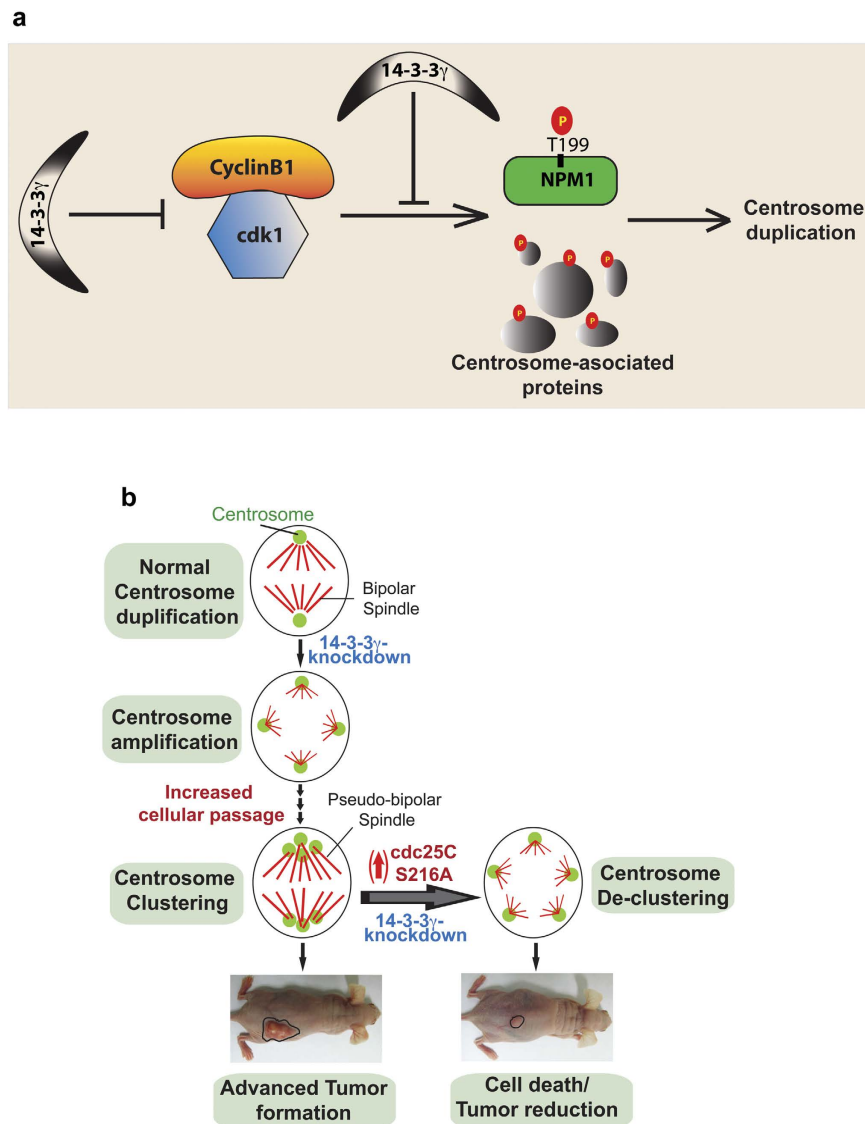 a
14-3-3γ
14-3-3γ
CyclinB1
cdk1
P
T199
NPM1
P
P
P
P
P
Centrosome-asociated
proteins
Centrosome
duplication
b
Centrosome
Normal
Centrosome
duplification
Bipolar
Spindle
14-3-3γ-
knockdown
Centrosome
amplification
Increased
cellular passage
Pseudo-bipolar
Spindle
Centrosome
Clustering
cdc25C
S216A
14-3-3γ-
knockdown
Centrosome
De-clustering
Advanced Tumor
formation
Cell death/
Tumor reduction